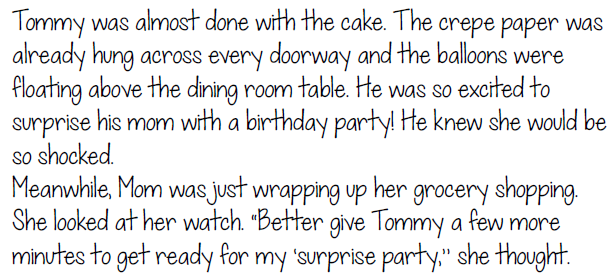 Tommy was almost done with the cake. The crepe paper was
already hung across every doorway and the balloons were
floating above the dining room table. He was so excited to
surprise his mom with a birthday party! He knew she would be
so shocked.
Meanwhile, Mom was just wrapping up her grocery shopping.
She looked at her watch. "Better give Tommy a few more
minutes to get ready for my 'surprise party,'" she thought.